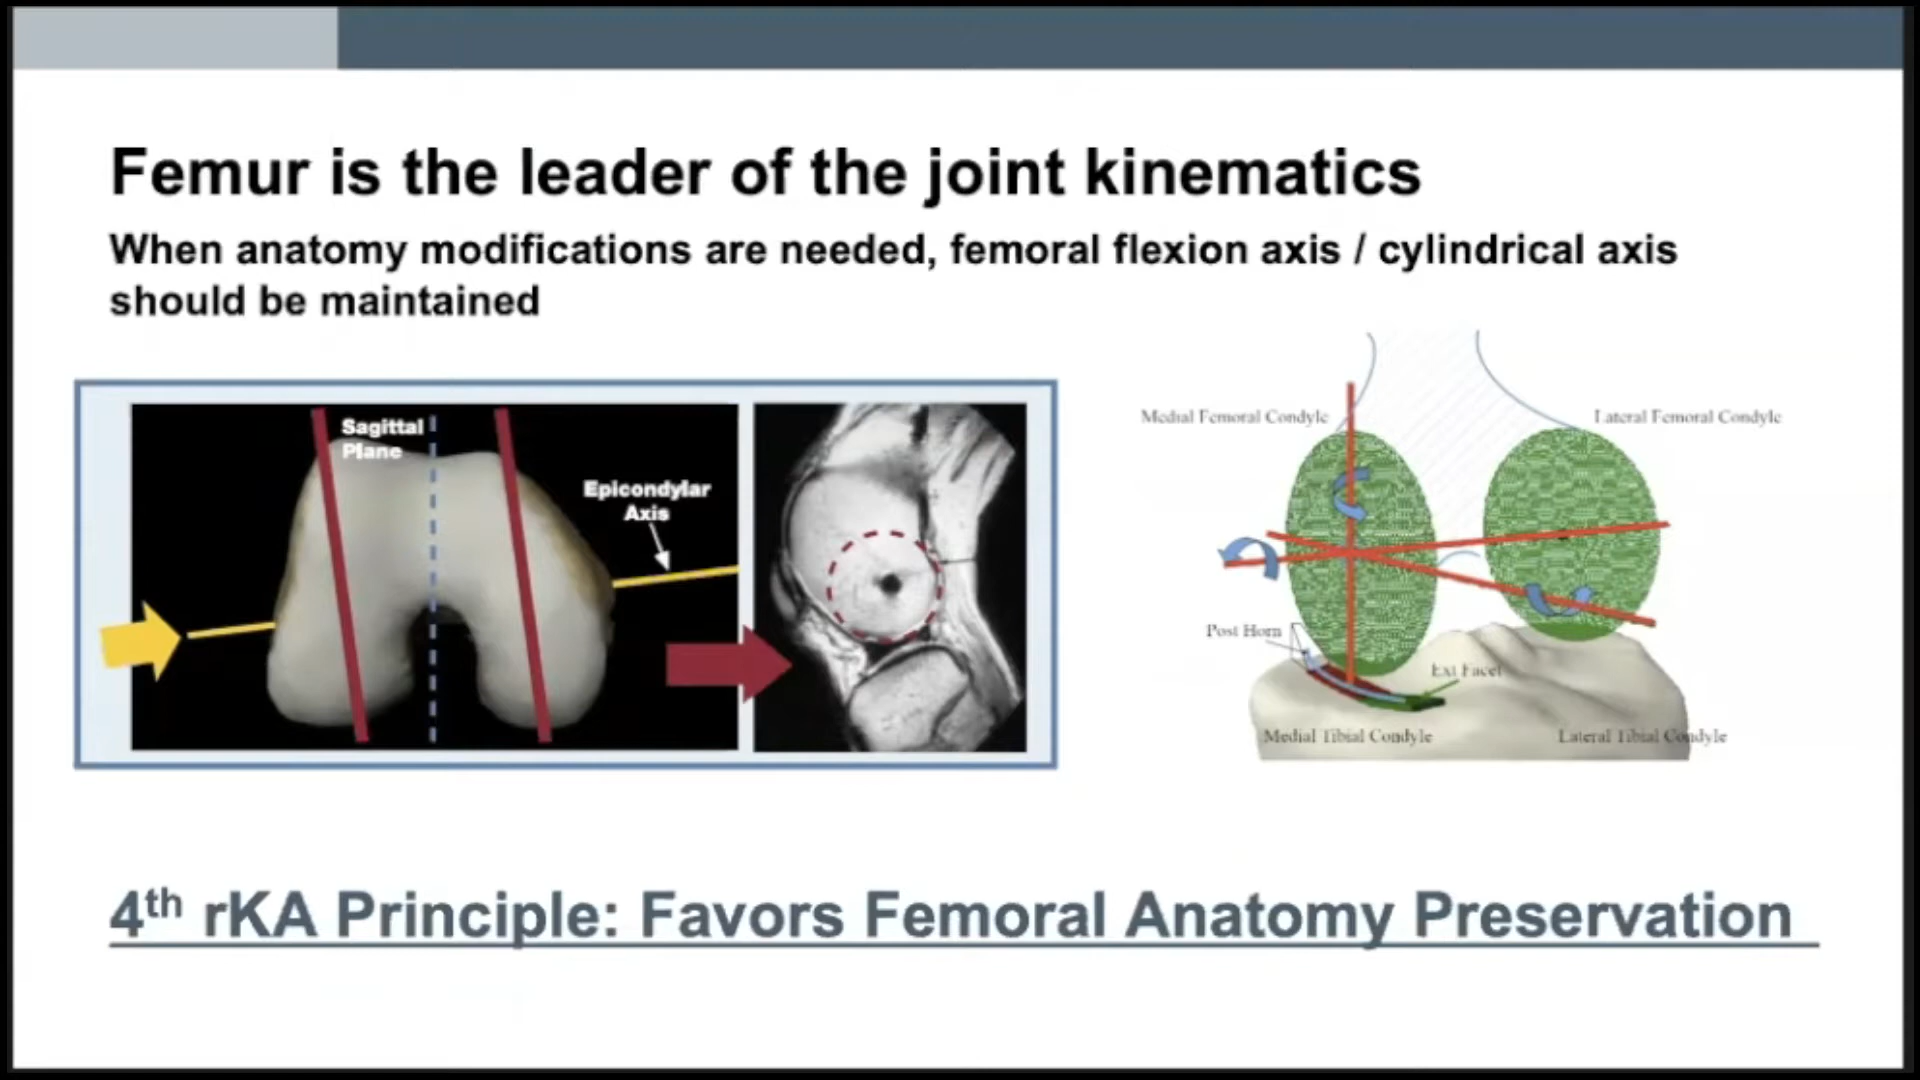 Femur is the leader of the joint kinematics
When anatomy modifications are needed, femoral flexion axis / cylindrical axis
should be maintained
Sagittal
Plane
Epicondylar
Axis
Medial Femoral Condyle
Lateral Femoral Condyle
Post Horn
Ext Facet
Medial Tibial Condyle
Lateral Tibial Condyle
4th rKA Principle: Favors Femoral Anatomy Preservation